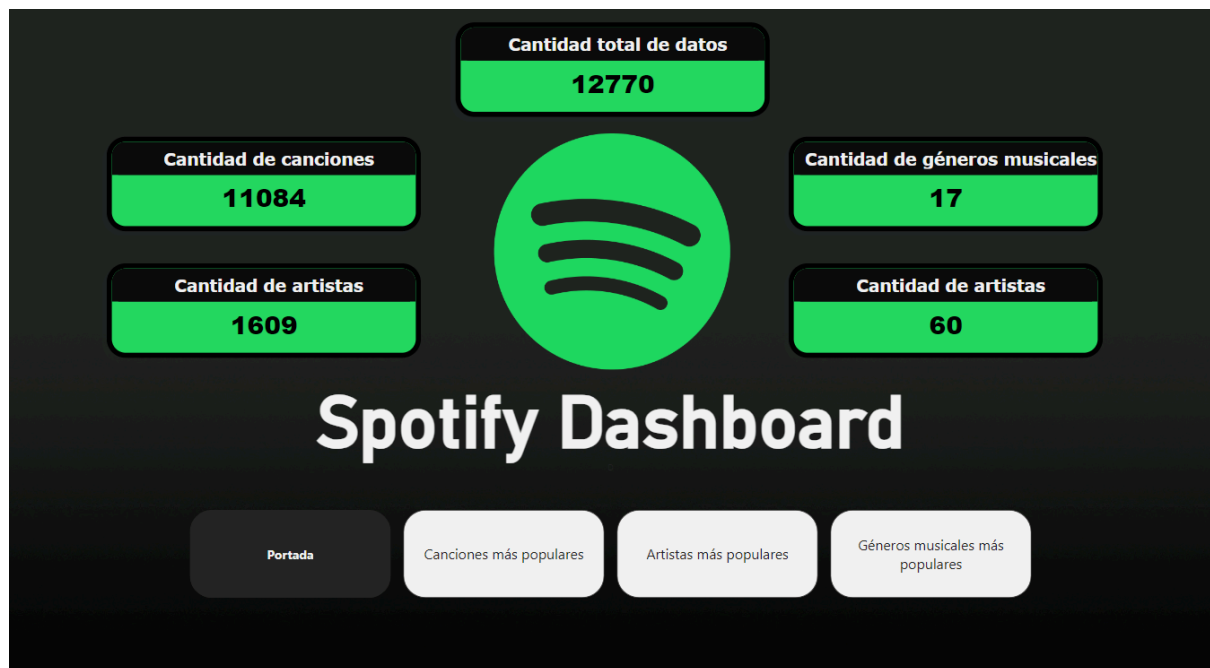 Cantidad total de datos
12770
Cantidad de canciones
11084
Cantidad de géneros musicales
17
Cantidad de artistas
1609
Cantidad de artistas
60
Spotify Dashboard
Portada
Canciones más populares
Artistas más populares
Géneros musicales más
populares